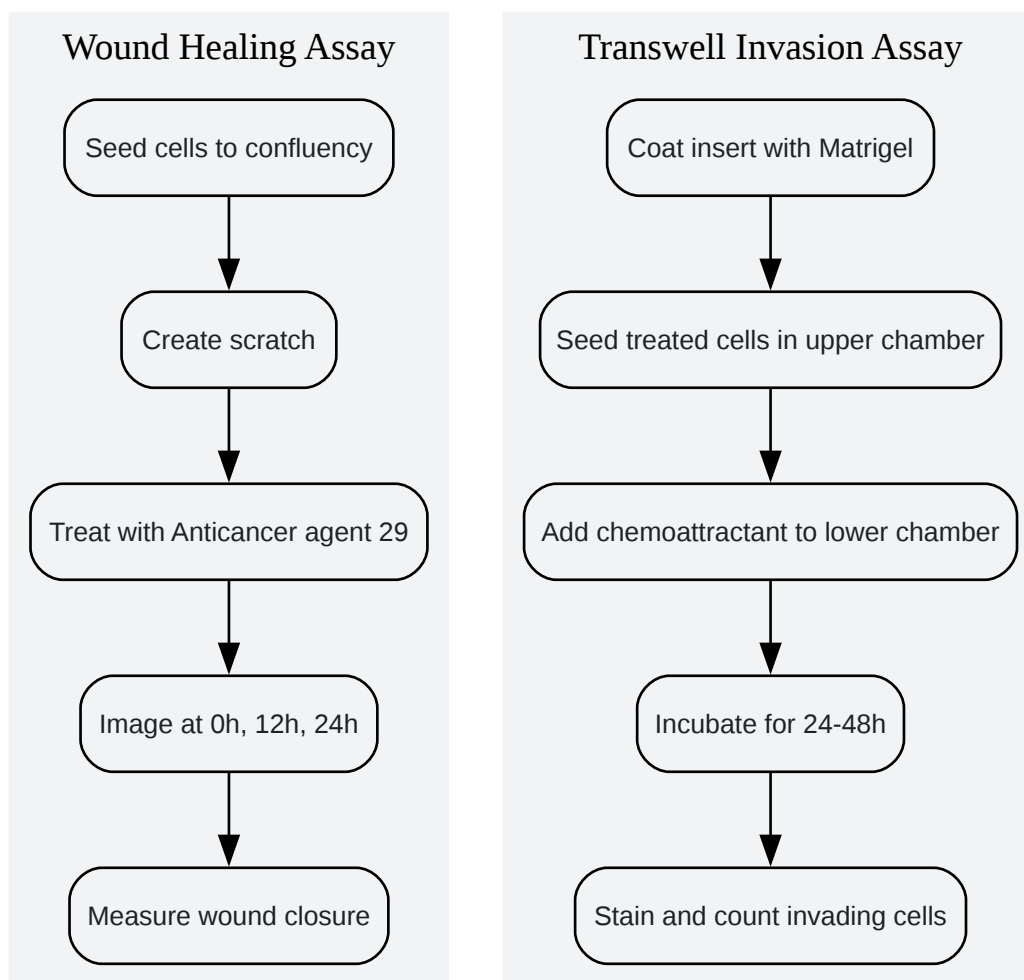 Wound Healing Assay
Seed cells to confluency
Create scratch
Treat with Anticancer agent 29
Image at 0h, 12h, 24h
Measure wound closure
Transwell Invasion Assay
Coat insert with Matrigel
Seed treated cells in upper chamber
Add chemoattractant to lower chamber
Incubate for 24-48h
Stain and count invading cells